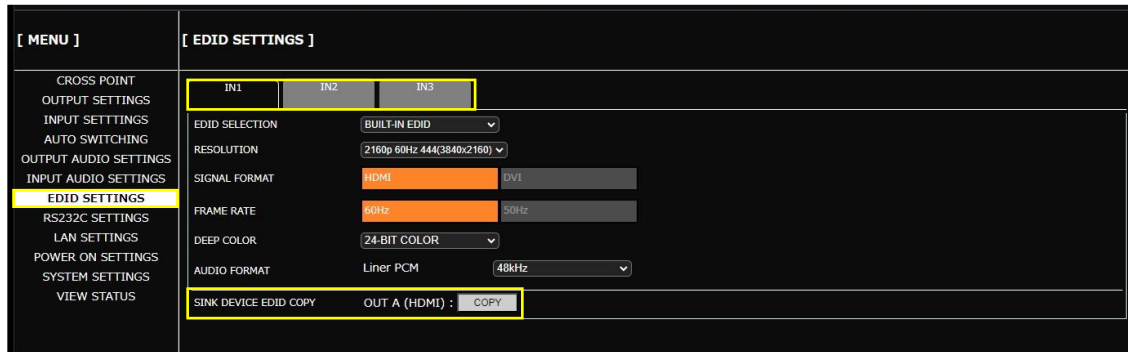 [ MENU ]
[ EDID SETTINGS ]
CROSS POINT
OUTPUT SETTINGS
INPUT SETTTINGS
AUTO SWITCHING
OUTPUT AUDIO SETTINGS
INPUT AUDIO SETTINGS
EDID SETTINGS
RS232C SETTINGS
LAN SETTINGS
POWER ON SETTINGS
SYSTEM SETTINGS
VIEW STATUS
IN1 IN2 IN3
EDID SELECTION BUILT-IN EDID
RESOLUTION 2160p 60Hz 444(3840x2160)
SIGNAL FORMAT HDMI DVI
FRAME RATE 60Hz 50Hz
DEEP COLOR 24-BIT COLOR
AUDIO FORMAT Liner PCM 48kHz
SINK DEVICE EDID COPY OUT A (HDMI) : COPY